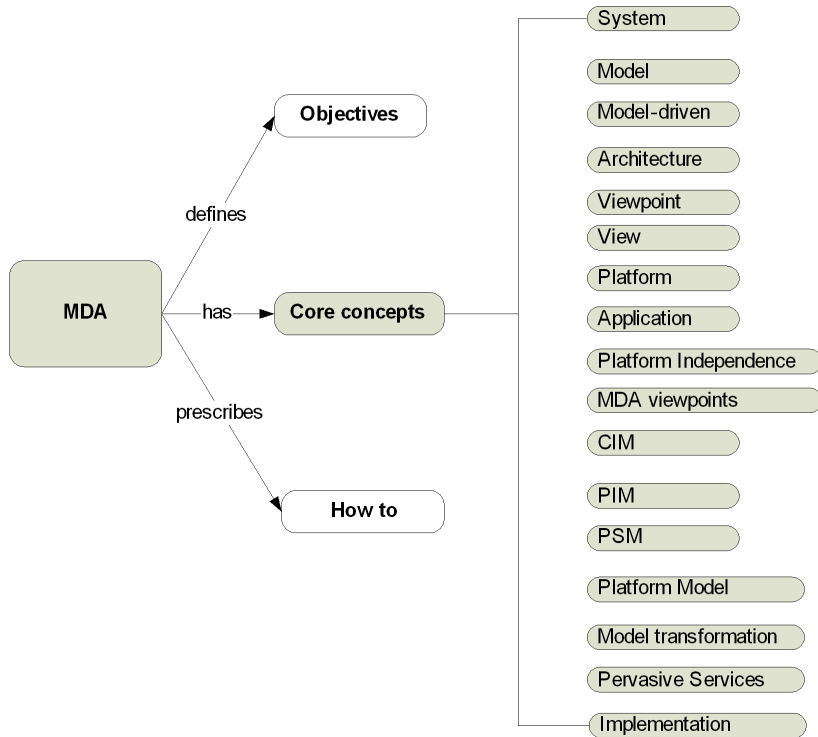 MDA
defines
has
prescribes
Objectives
Core concepts
How to
System
Model
Model-driven
Architecture
Viewpoint
View
Platform
Application
Platform Independence
MDA viewpoints
CIM
PIM
PSM
Platform Model
Model transformation
Pervasive Services
Implementation